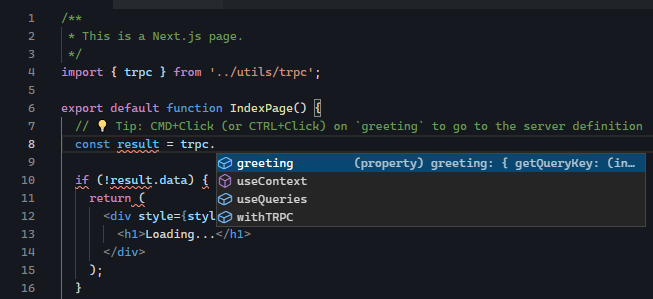 1 /**
2  * This is a Next.js page.
3  */
4 import { trpc } from '../utils/trpc';
5
6 export default function IndexPage() {
7   // 💡 Tip: CMD+Click (or CTRL+Click) on `greeting` to go to the server definition
8   const result = trpc.
9 greeting (property) greeting: { getQueryKey: (in…
10   if (!result.data) { useContext
11     return ( useQueries
12       <div style={styl withTRPC
13         <h1>Loading...</h1>
14       </div>
15     );
16   }